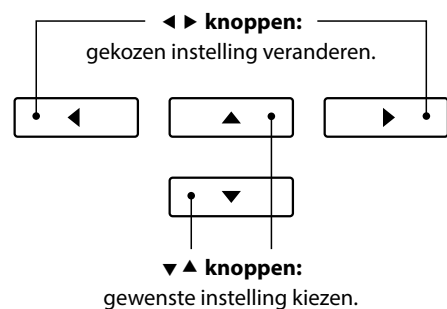 ◀ ▶ knoppen:
gekozen instelling veranderen.
◀ ▲ ▶
▼
▼ ▲ knoppen:
gewenste instelling kiezen.